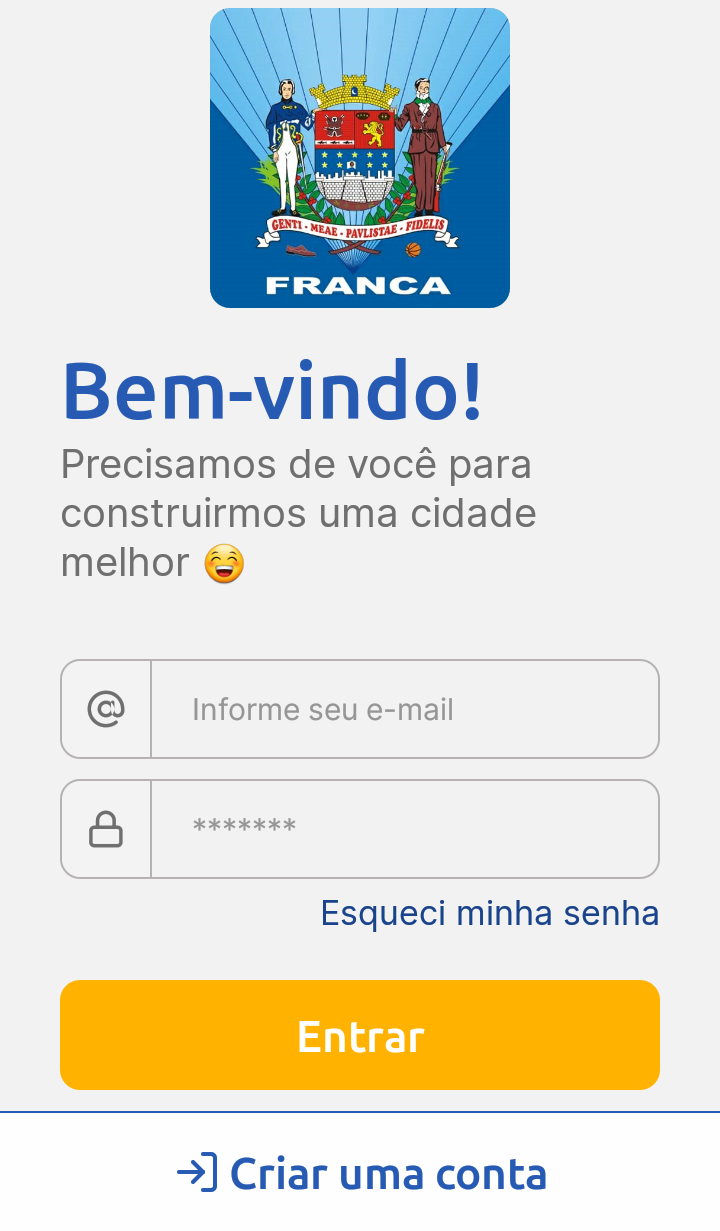 GENTI - MEAE - PAVLISTAE - FIDELIS
FRANCA
Bem-vindo!
Precisamos de você para
construirmos uma cidade
melhor 😁
@
Informe seu e-mail
*******
Esqueci minha senha
Entrar
Criar uma conta